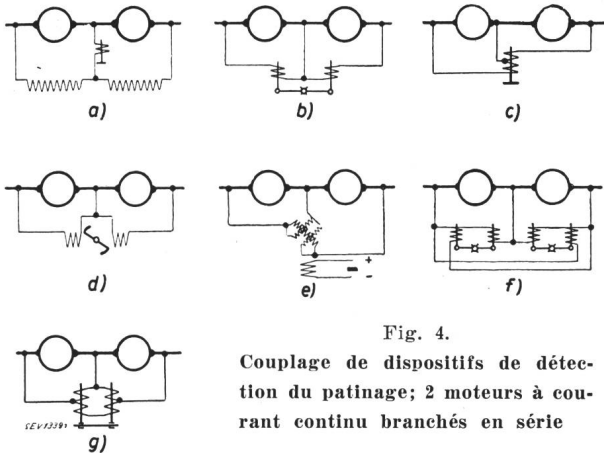 a)
b)
c)
d)
e)
+
-
f)
Fig. 4.
Couplage de dispositifs de détec-
tion du patinage; 2 moteurs à cou-
rant continu branchés en série
SEV13391
g)